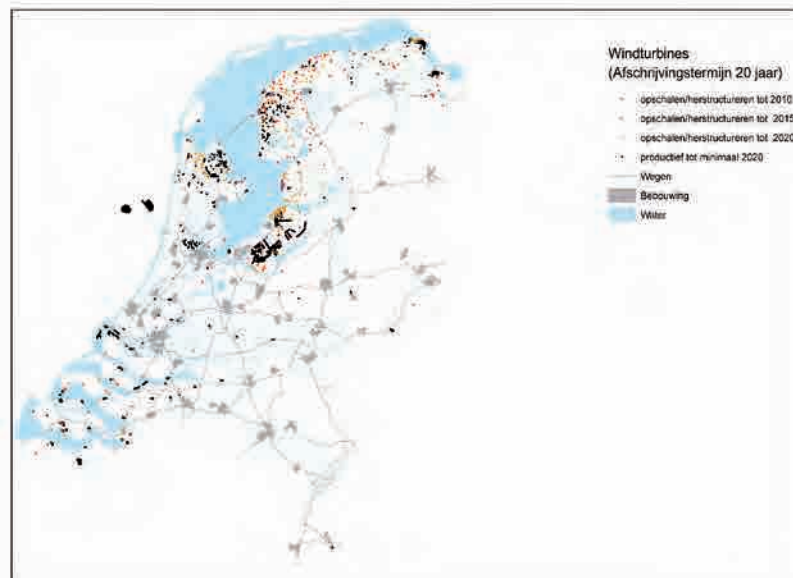 Windturbines
(Afschrijvingstermijn 20 jaar)
opschalen/herstructureren tot 2010
opschalen/herstructureren tot 2015
opschalen/herstructureren tot 2020
productief tot minimaal 2020
Wegen
Bebouwing
Water